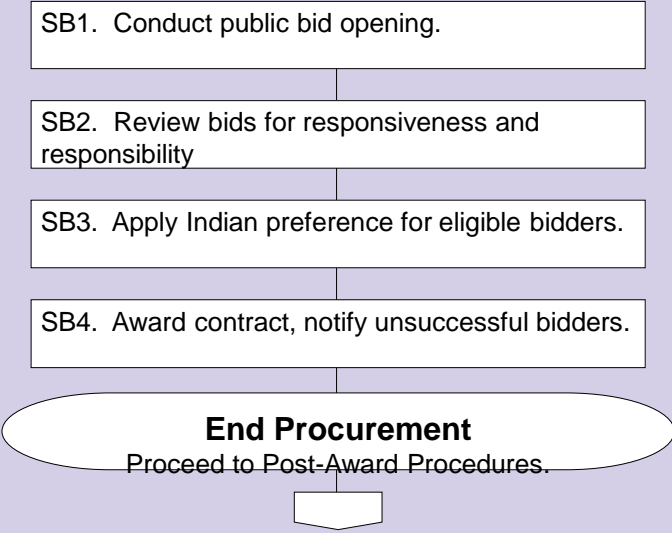 SB1.  Conduct public bid opening.
SB2.  Review bids for responsiveness and
responsibility
SB3.  Apply Indian preference for eligible bidders.
SB4.  Award contract, notify unsuccessful bidders.
End Procurement
Proceed to Post-Award Procedures.